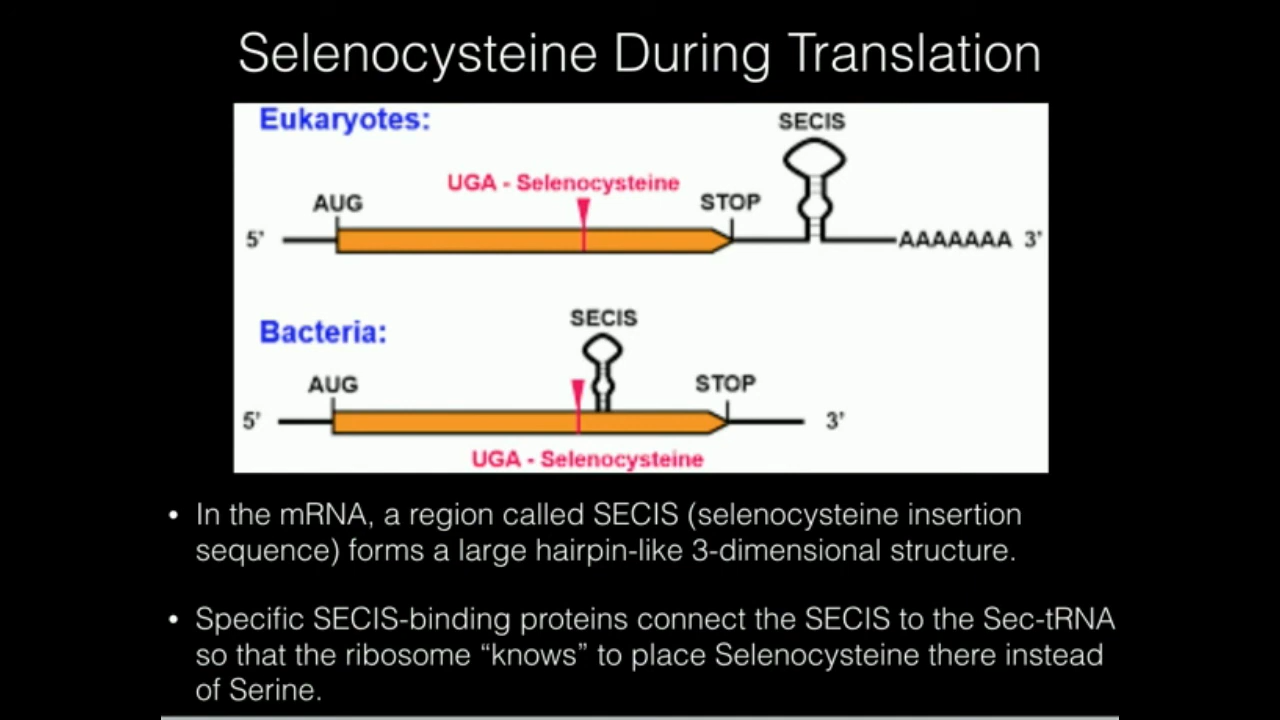 Selenocysteine During Translation
Eukaryotes:
SECIS
UGA - Selenocysteine
AUG
STOP
5'
AAAAAAA 3'
Bacteria:
SECIS
AUG
STOP
5'
3'
UGA - Selenocysteine
• In the mRNA, a region called SECIS (selenocysteine insertion
sequence) forms a large hairpin-like 3-dimensional structure.
• Specific SECIS-binding proteins connect the SECIS to the Sec-tRNA
so that the ribosome “knows” to place Selenocysteine there instead
of Serine.